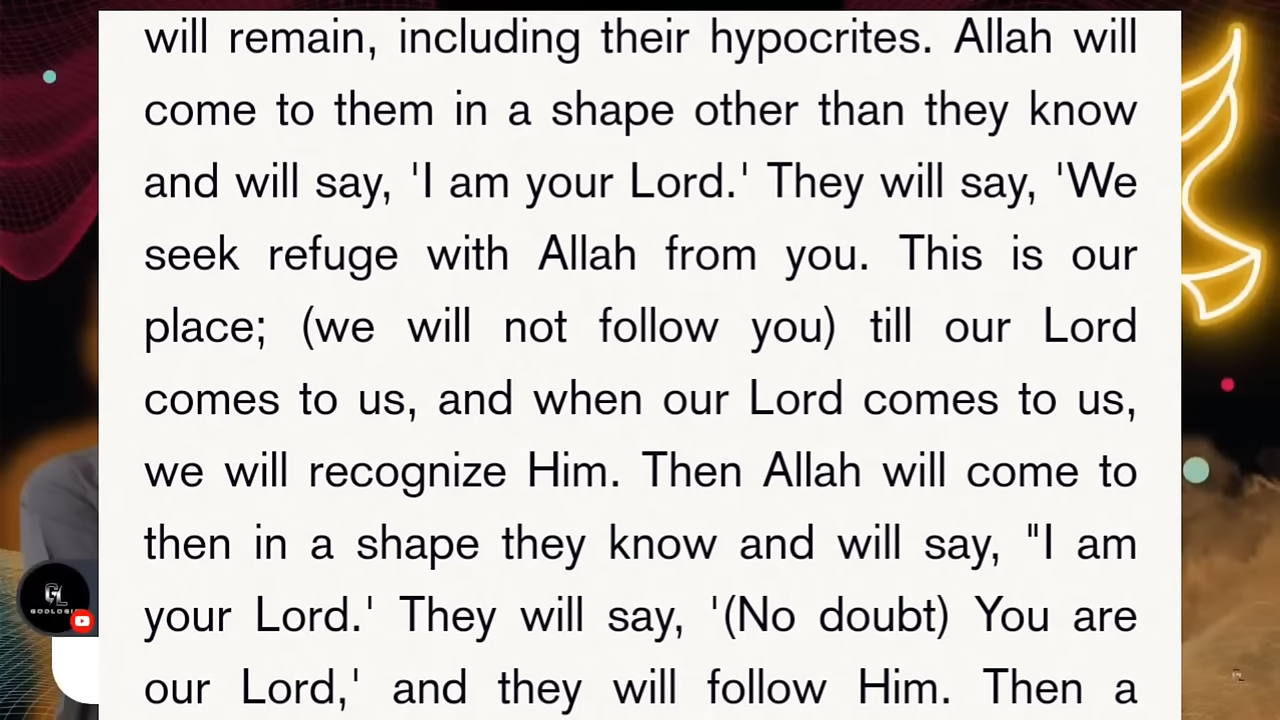 will remain, including their hypocrites. Allah will
come to them in a shape other than they know
and will say, 'I am your Lord.' They will say, 'We
seek refuge with Allah from you. This is our
place; (we will not follow you) till our Lord
comes to us, and when our Lord comes to us,
we will recognize Him. Then Allah will come to
then in a shape they know and will say, "I am
your Lord.' They will say, '(No doubt) You are
our Lord,' and they will follow Him. Then a
GL